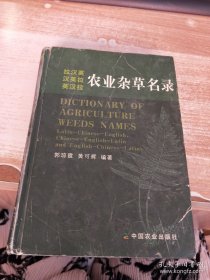 拉汉英
汉英拉
英汉拉
农业杂草名录
DICTIONARY OF
AGRICULTURE
WEEDS NAMES
Latin-Chinese-English,
Chinese-English-Latin
and English-Chinese-Latin
郭琼霞 黄可辉 编著
中国农业出版社